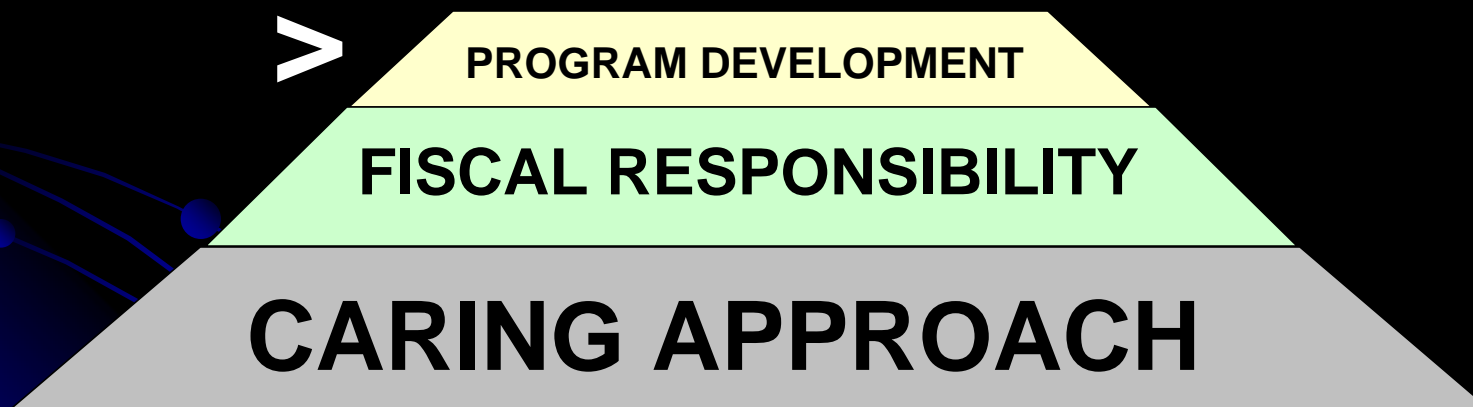 >
PROGRAM DEVELOPMENT
FISCAL RESPONSIBILITY
CARING APPROACH